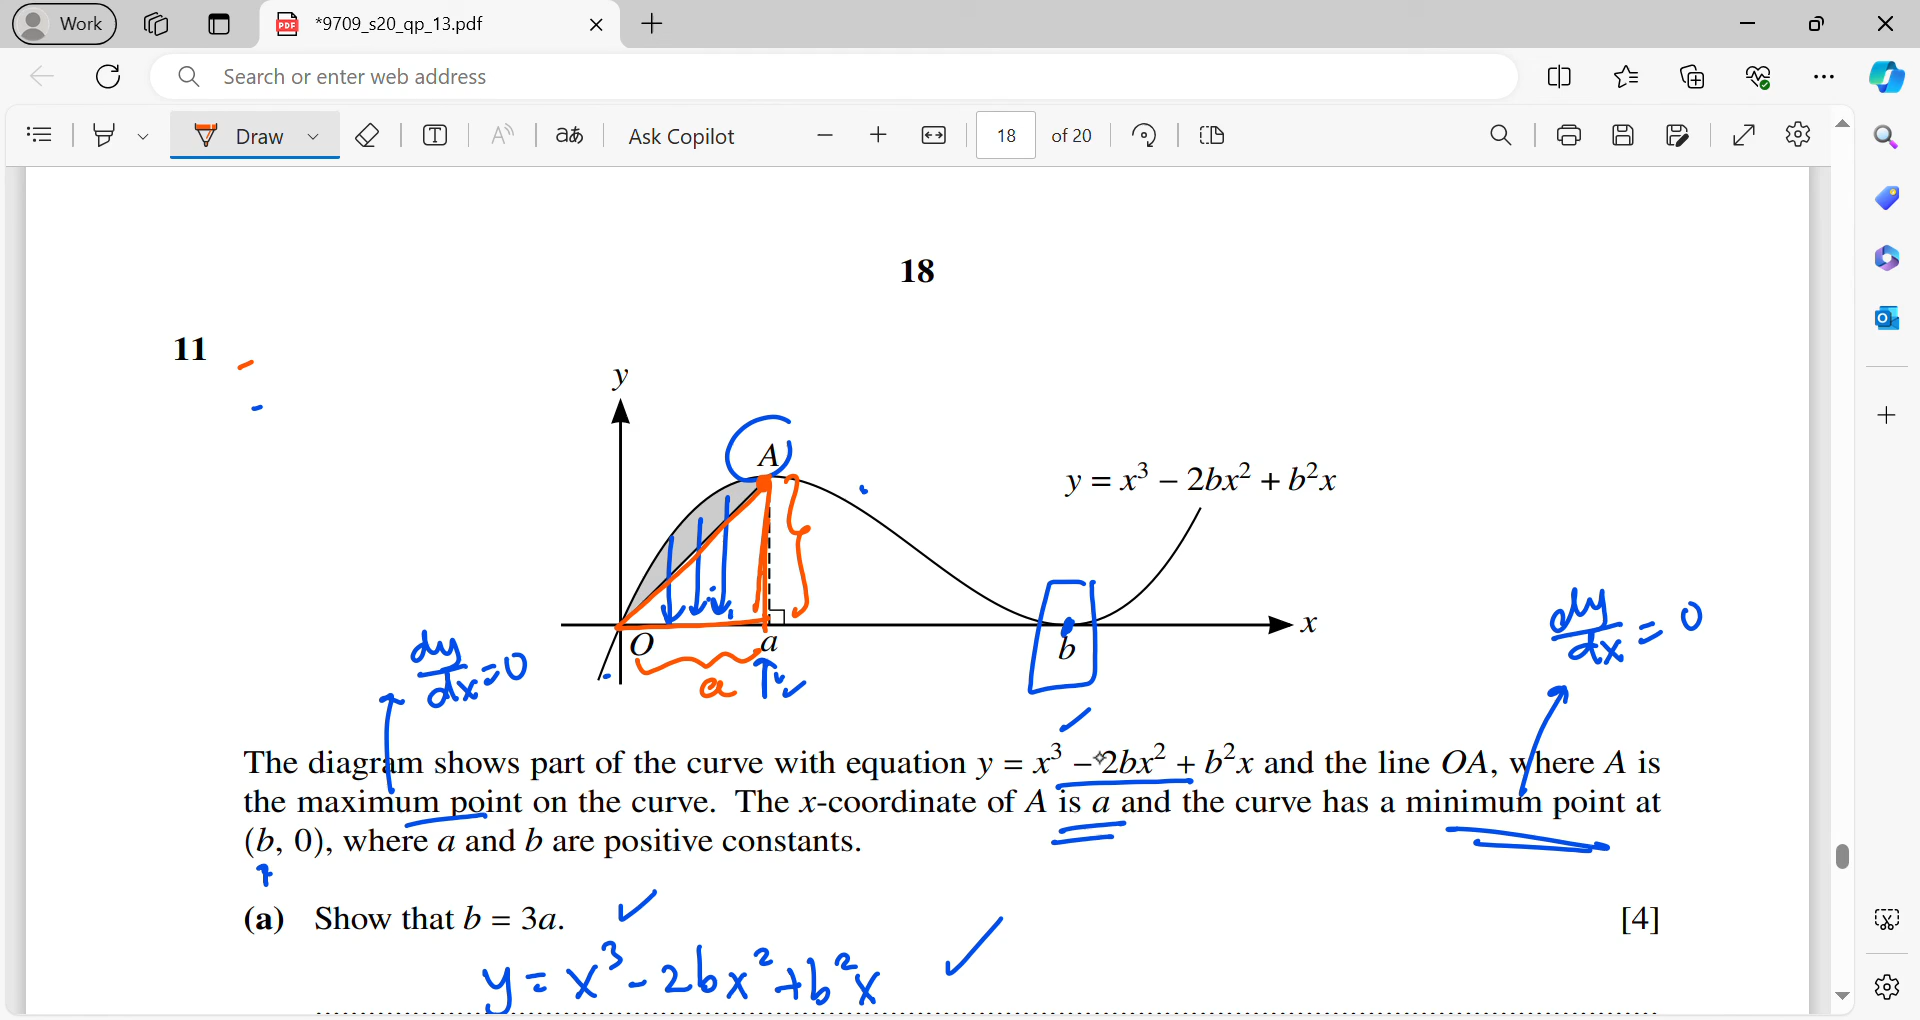 Work
*9709_s20_qp_13.pdf
Search or enter web address
Draw
T
A
aあ
Ask Copilot
18
of 20
18
11
y
A
y = x³ − 2bx² + b²x
O
a
b
x
a
dy/dx = 0
dy/dx = 0
The diagram shows part of the curve with equation y = x³ − 2bx² + b²x and the line OA, where A is
the maximum point on the curve. The x-coordinate of A is a and the curve has a minimum point at
(b, 0), where a and b are positive constants.
(a) Show that b = 3a. [4]
y = x³ - 2bx² + b²x